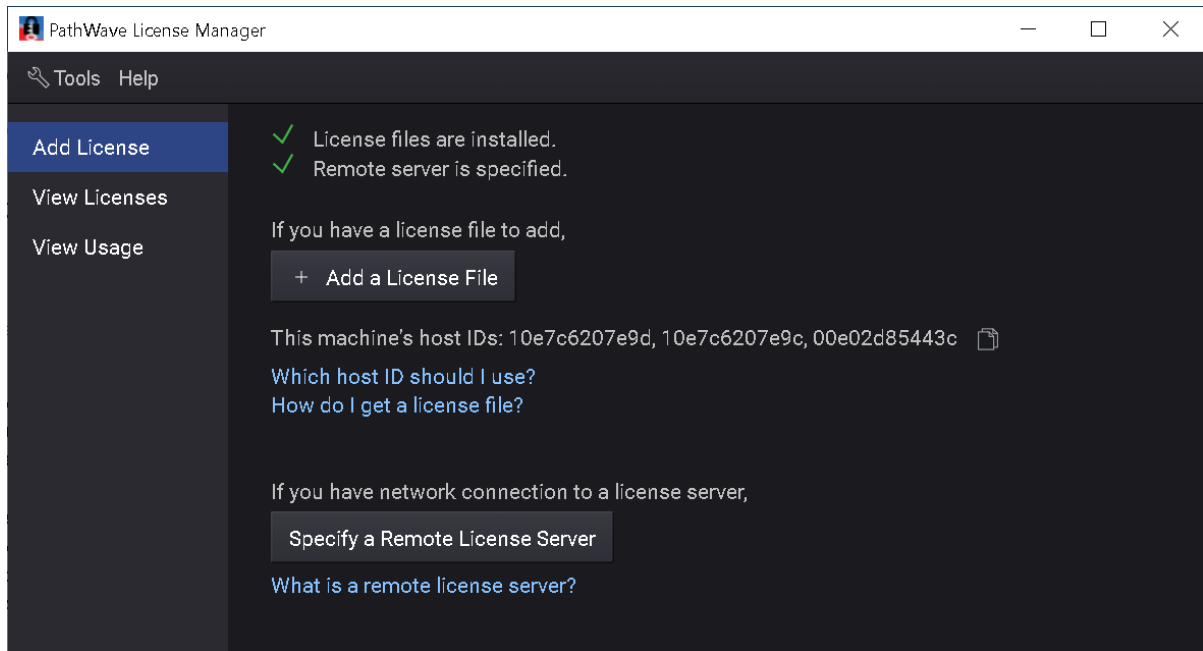 PathWave License Manager
Tools Help
Add License
View Licenses
View Usage
License files are installed.
Remote server is specified.
If you have a license file to add,
+ Add a License File
This machine's host IDs: 10e7c6207e9d, 10e7c6207e9c, 00e02d85443c
Which host ID should I use?
How do I get a license file?
If you have network connection to a license server,
Specify a Remote License Server
What is a remote license server?